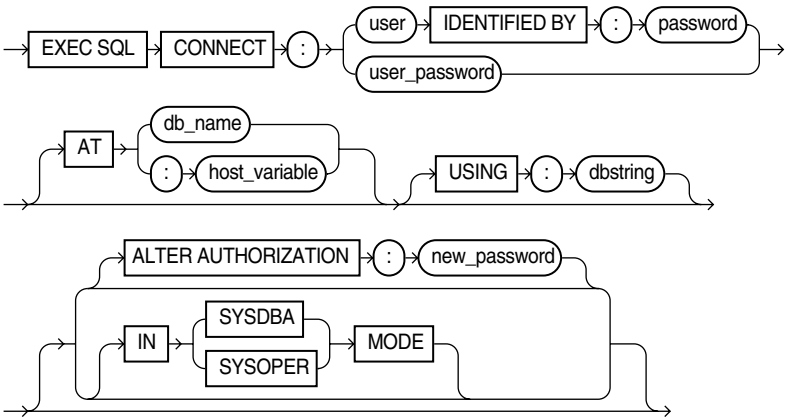 EXEC SQL CONNECT : user IDENTIFIED BY : password
user_password
AT db_name
: host_variable
USING : dbstring
ALTER AUTHORIZATION : new_password
IN SYSDBA MODE
SYSOPER